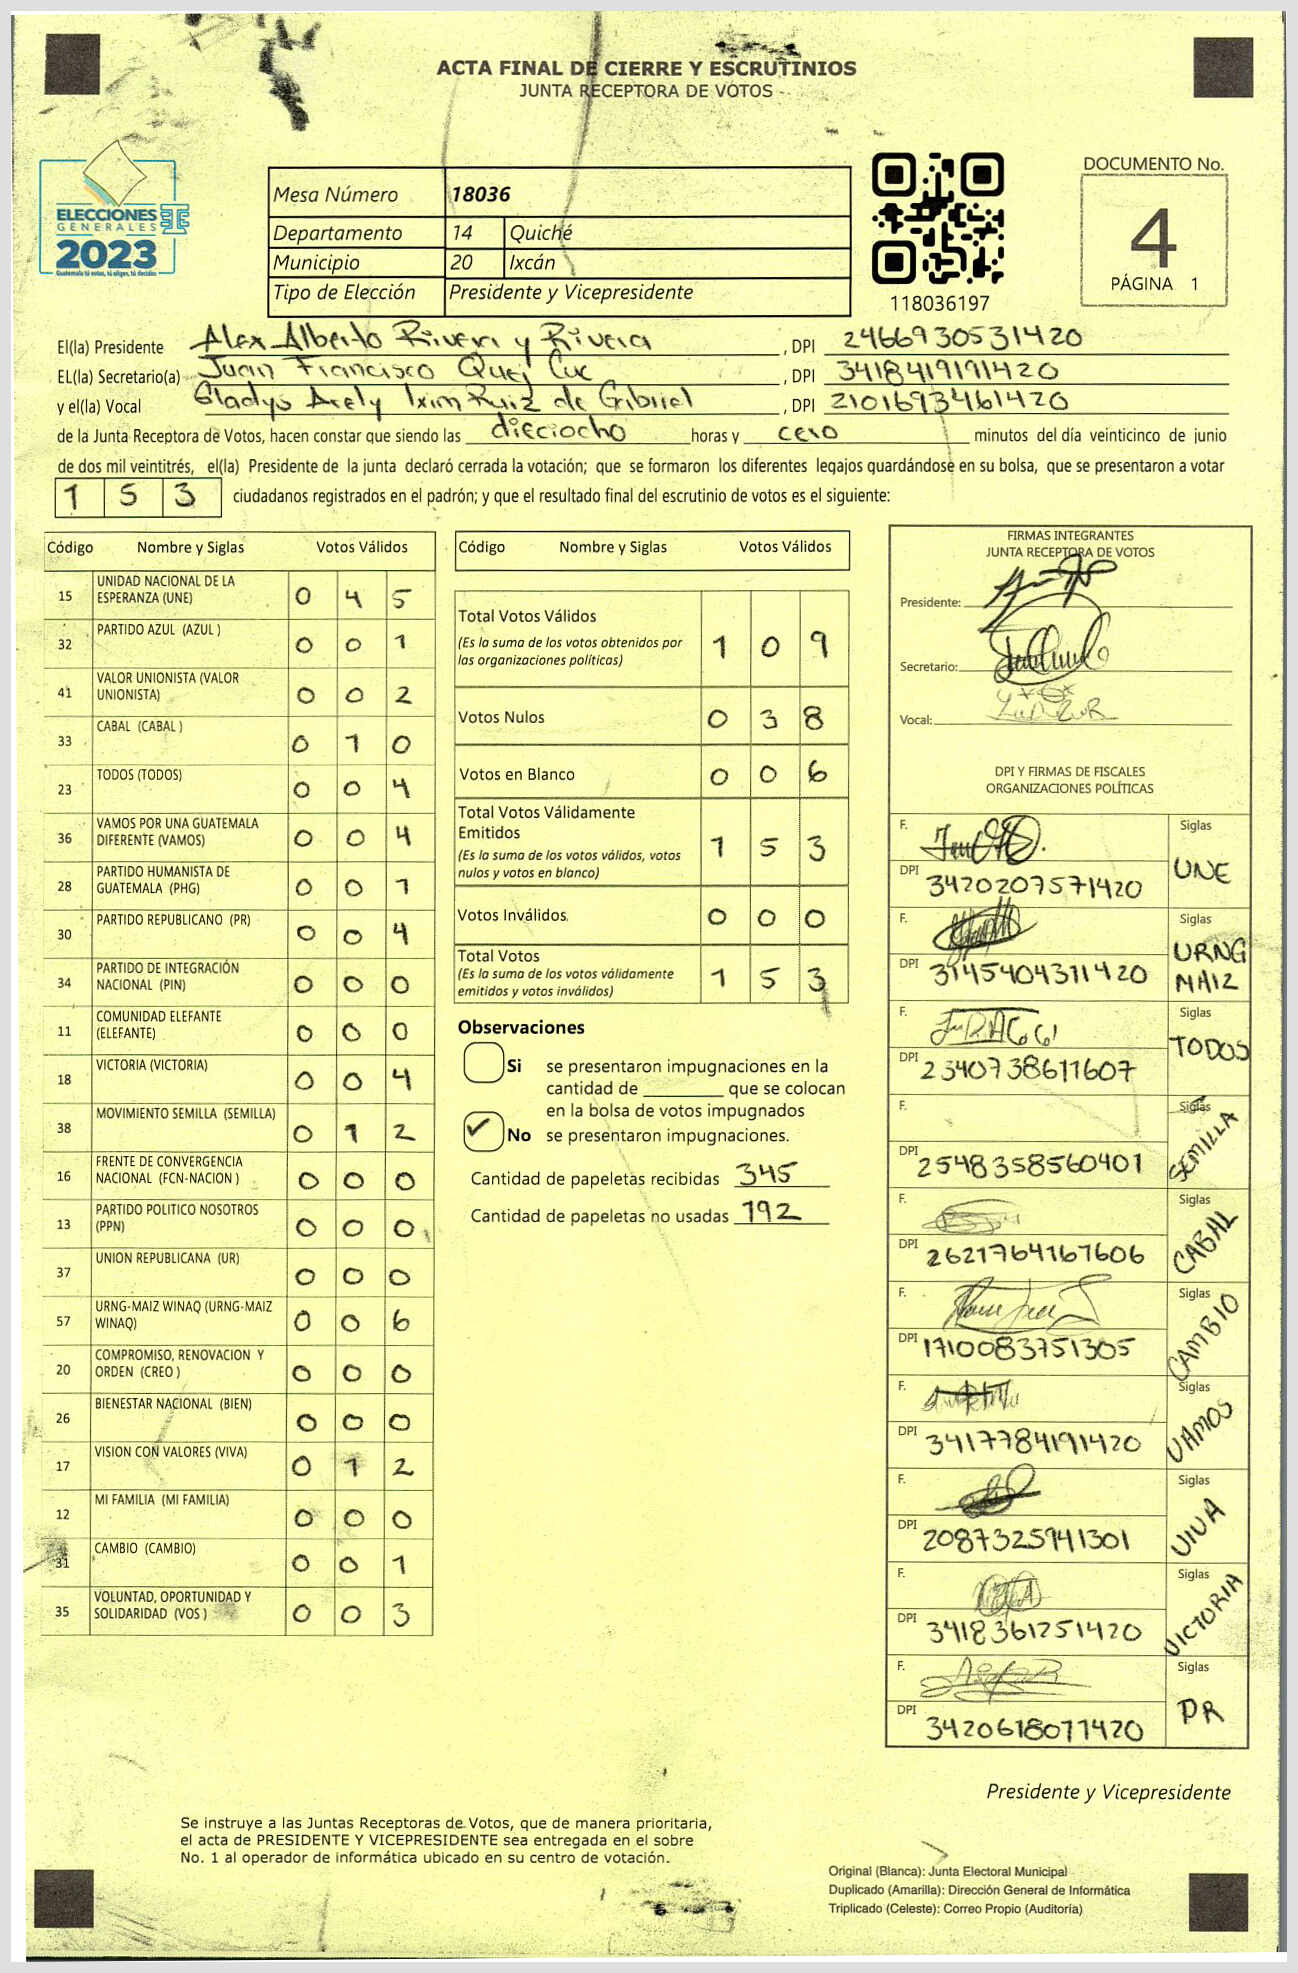 ACTA FINAL DE CIERRE Y ESCRUTINIOS
JUNTA RECEPTORA DE VOTOS
ELECCIONES
GENERALES
2023
Guatemala tú votas, tú eliges, tú decides
Mesa Número 18036
Departamento 14 Quiché
Municipio 20 Ixcán
Tipo de Elección Presidente y Vicepresidente
118036197
DOCUMENTO No.
4
PÁGINA 1
El(la) Presidente Alex Alberto Rivera y Rivera , DPI 2466930531420
EL(la) Secretario(a) Juan Francisco Quej Cuc , DPI 3418419191420
y el(la) Vocal Gladys Arely Ixim Ruiz de Gibriel , DPI 2101693461420
de la Junta Receptora de Votos, hacen constar que siendo las dieciocho horas y cero minutos del día veinticinco de junio
de dos mil veintitrés, el(la) Presidente de la junta declaró cerrada la votación; que se formaron los diferentes legajos guardándose en su bolsa, que se presentaron a votar
1 5 3 ciudadanos registrados en el padrón; y que el resultado final del escrutinio de votos es el siguiente:
Código Nombre y Siglas Votos Válidos
15 UNIDAD NACIONAL DE LA
ESPERANZA (UNE) 0 4 5
32 PARTIDO AZUL (AZUL ) 0 0 1
41 VALOR UNIONISTA (VALOR
UNIONISTA) 0 0 2
33 CABAL (CABAL ) 0 1 0
23 TODOS (TODOS) 0 0 4
36 VAMOS POR UNA GUATEMALA
DIFERENTE (VAMOS) 0 0 4
28 PARTIDO HUMANISTA DE
GUATEMALA (PHG) 0 0 1
30 PARTIDO REPUBLICANO (PR) 0 0 4
34 PARTIDO DE INTEGRACIÓN
NACIONAL (PIN) 0 0 0
11 COMUNIDAD ELEFANTE
(ELEFANTE) 0 0 0
18 VICTORIA (VICTORIA) 0 0 4
38 MOVIMIENTO SEMILLA (SEMILLA) 0 1 2
16 FRENTE DE CONVERGENCIA
NACIONAL (FCN-NACION ) 0 0 0
13 PARTIDO POLITICO NOSOTROS
(PPN) 0 0 0
37 UNION REPUBLICANA (UR) 0 0 0
57 URNG-MAIZ WINAQ (URNG-MAIZ
WINAQ) 0 0 6
20 COMPROMISO, RENOVACION Y
ORDEN (CREO ) 0 0 0
26 BIENESTAR NACIONAL (BIEN) 0 0 0
17 VISION CON VALORES (VIVA) 0 1 2
12 MI FAMILIA (MI FAMILIA) 0 0 0
31 CAMBIO (CAMBIO) 0 0 1
35 VOLUNTAD, OPORTUNIDAD Y
SOLIDARIDAD (VOS ) 0 0 3
Código Nombre y Siglas Votos Válidos
Total Votos Válidos
(Es la suma de los votos obtenidos por
las organizaciones políticas) 1 0 9
Votos Nulos 0 3 8
Votos en Blanco 0 0 6
Total Votos Válidamente
Emitidos
(Es la suma de los votos válidos, votos
nulos y votos en blanco) 1 5 3
Votos Inválidos 0 0 0
Total Votos
(Es la suma de los votos válidamente
emitidos y votos inválidos) 1 5 3
Observaciones
Si se presentaron impugnaciones en la
cantidad de ________ que se colocan
en la bolsa de votos impugnados
No se presentaron impugnaciones.
Cantidad de papeletas recibidas 345
Cantidad de papeletas no usadas 192
FIRMAS INTEGRANTES
JUNTA RECEPTORA DE VOTOS
Presidente:
Secretario:
Vocal:
DPI Y FIRMAS DE FISCALES
ORGANIZACIONES POLÍTICAS
F. Siglas
DPI 3420207571420 UNE
F. Siglas
DPI 3145404311420 URNG
MAIZ
F. Siglas
DPI 2340738611607 TODOS
F. Siglas
DPI 2548358560401 SEMILLA
F. Siglas
DPI 2621764167606 CABAL
F. Siglas
DPI 1710083751305 CAMBIO
F. Siglas
DPI 3417784191420 VAMOS
F. Siglas
DPI 2087325941301 VIVA
F. Siglas
DPI 3418361251420 VICTORIA
F. Siglas
DPI 3420618071420 PR
Presidente y Vicepresidente
Se instruye a las Juntas Receptoras de Votos, que de manera prioritaria,
el acta de PRESIDENTE Y VICEPRESIDENTE sea entregada en el sobre
No. 1 al operador de informática ubicado en su centro de votación.
Original (Blanca): Junta Electoral Municipal
Duplicado (Amarilla): Dirección General de Informática
Triplicado (Celeste): Correo Propio (Auditoría)